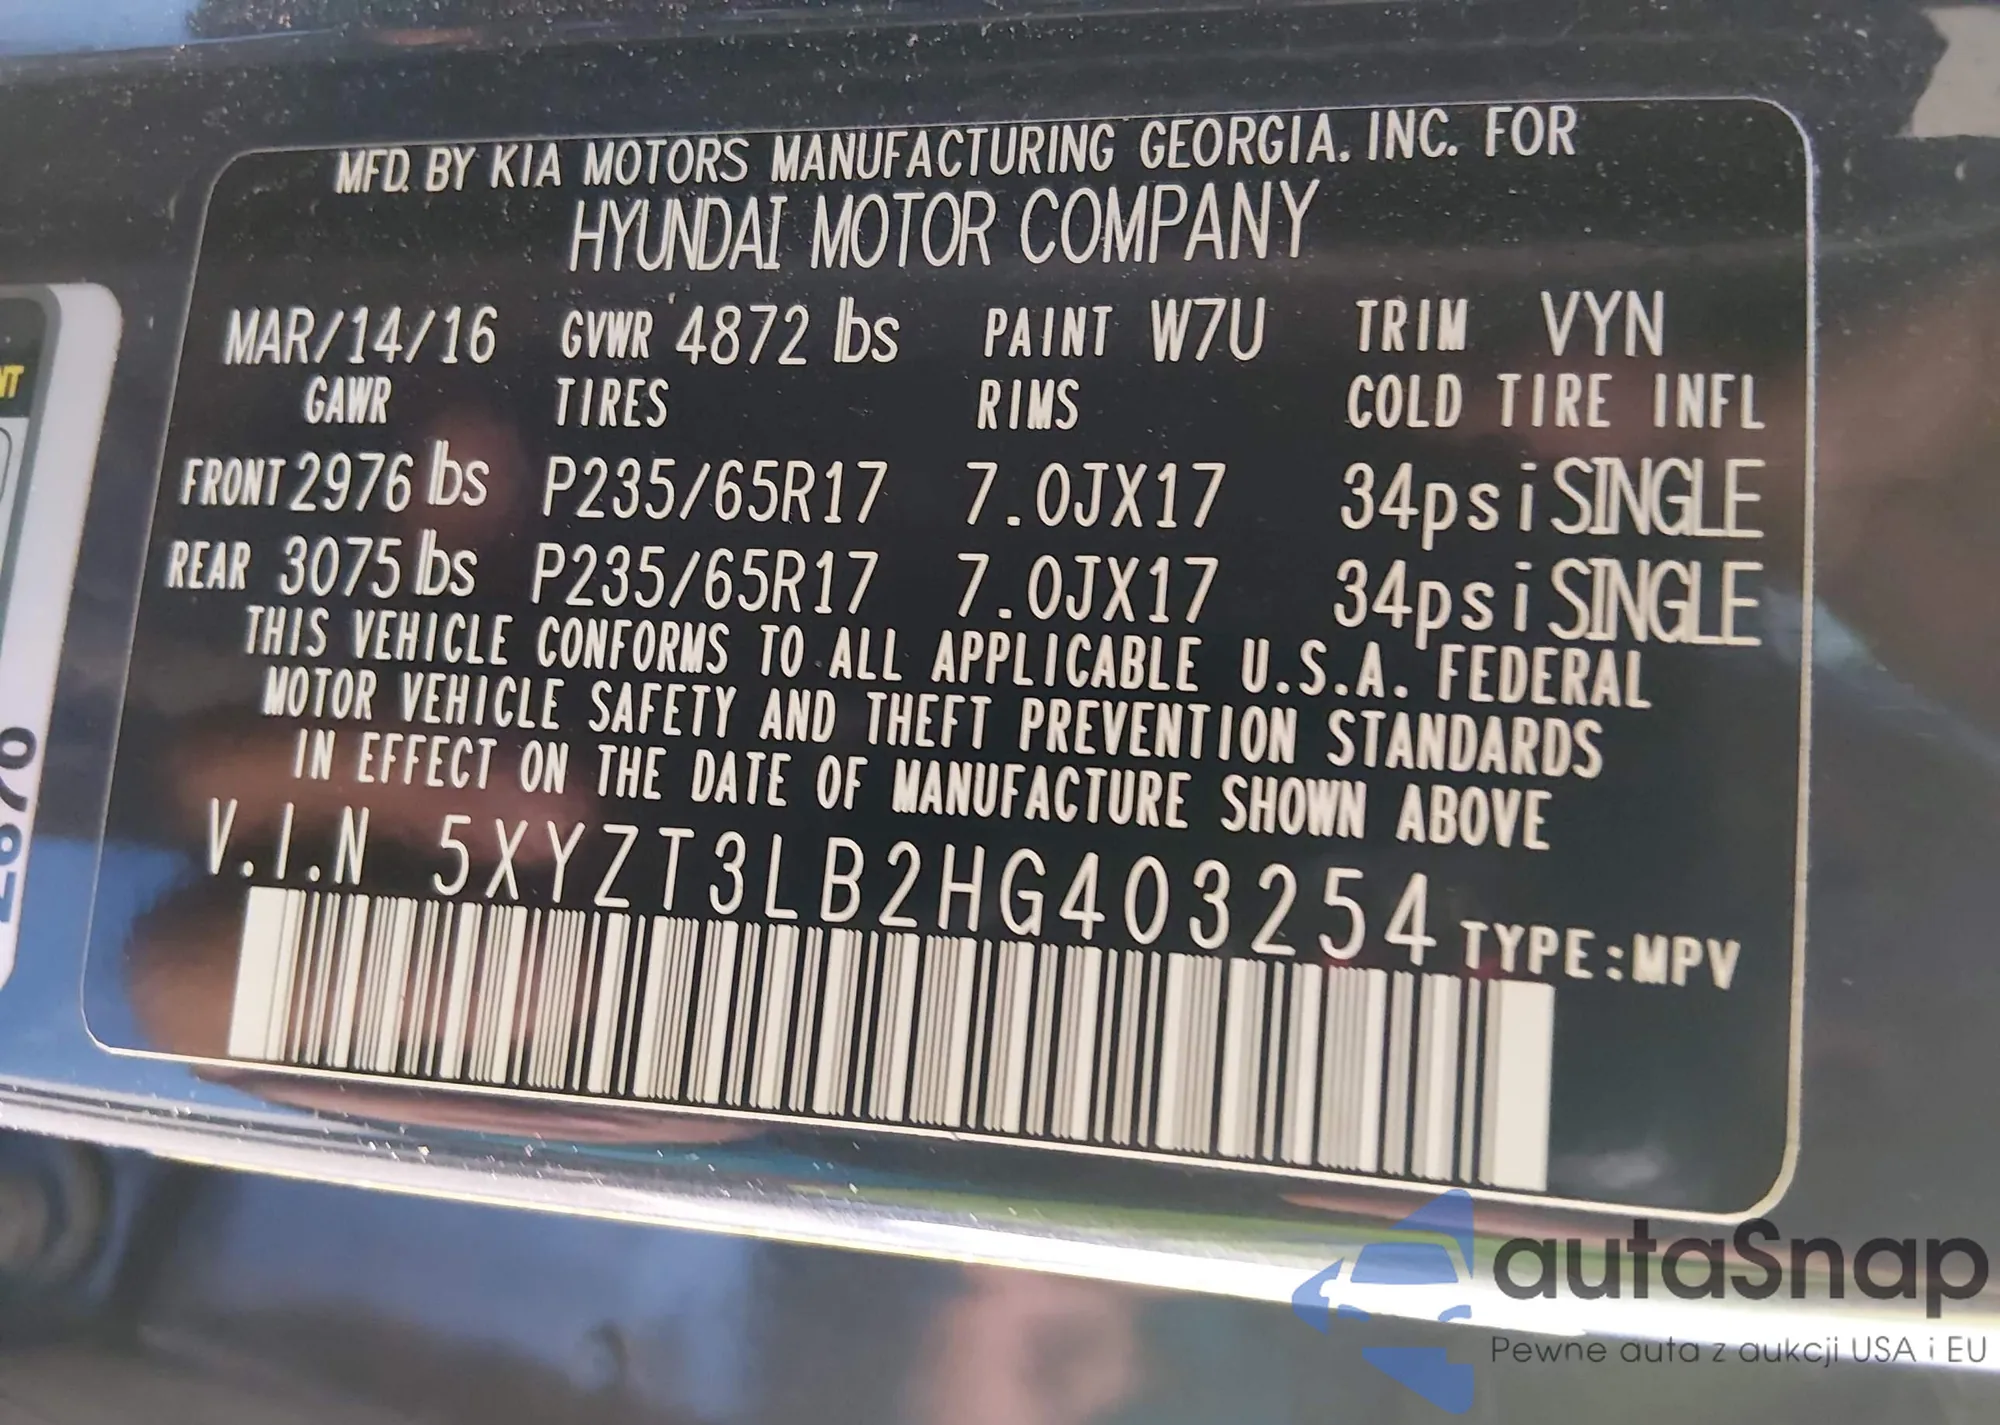 MFD. BY KIA MOTORS MANUFACTURING GEORGIA. INC. FOR
HYUNDAI MOTOR COMPANY
MAR/14/16 GVWR 4872 lbs PAINT W7U TRIM VYN
GAWR TIRES RIMS COLD TIRE INFL
FRONT 2976 lbs P235/65R17 7.0JX17 34psi SINGLE
REAR 3075 lbs P235/65R17 7.0JX17 34psi SINGLE
THIS VEHICLE CONFORMS TO ALL APPLICABLE U.S.A. FEDERAL
MOTOR VEHICLE SAFETY AND THEFT PREVENTION STANDARDS
IN EFFECT ON THE DATE OF MANUFACTURE SHOWN ABOVE
V.I.N 5XYZT3LB2HG403254 TYPE:MPV
autaSnap
Pewne auta z aukcji USA i EU